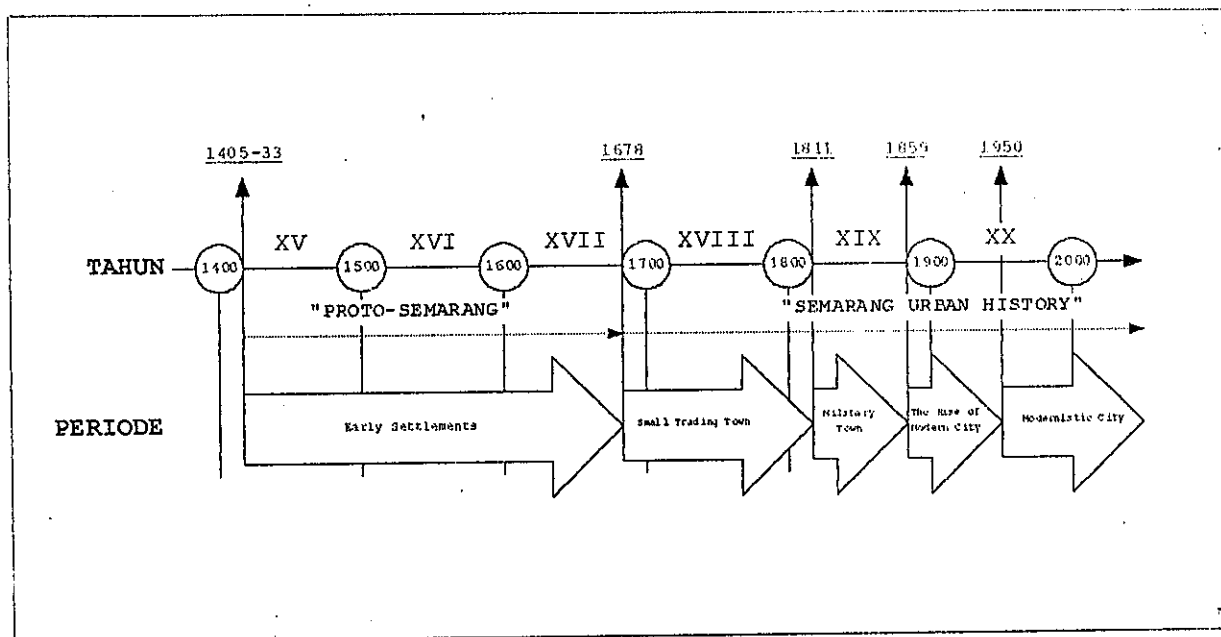 1405-33
1678
1811
1859
1950
XV
XVI
XVII
XVIII
XIX
XX
TAHUN
1400
1500
1600
1700
1800
1900
2000
"PROTO-SEMARANG"
"SEMARANG URBAN HISTORY"
PERIODE
Early Settlements
Small Trading Town
Military
Town
The Rise of
Modern City
Modernistic City